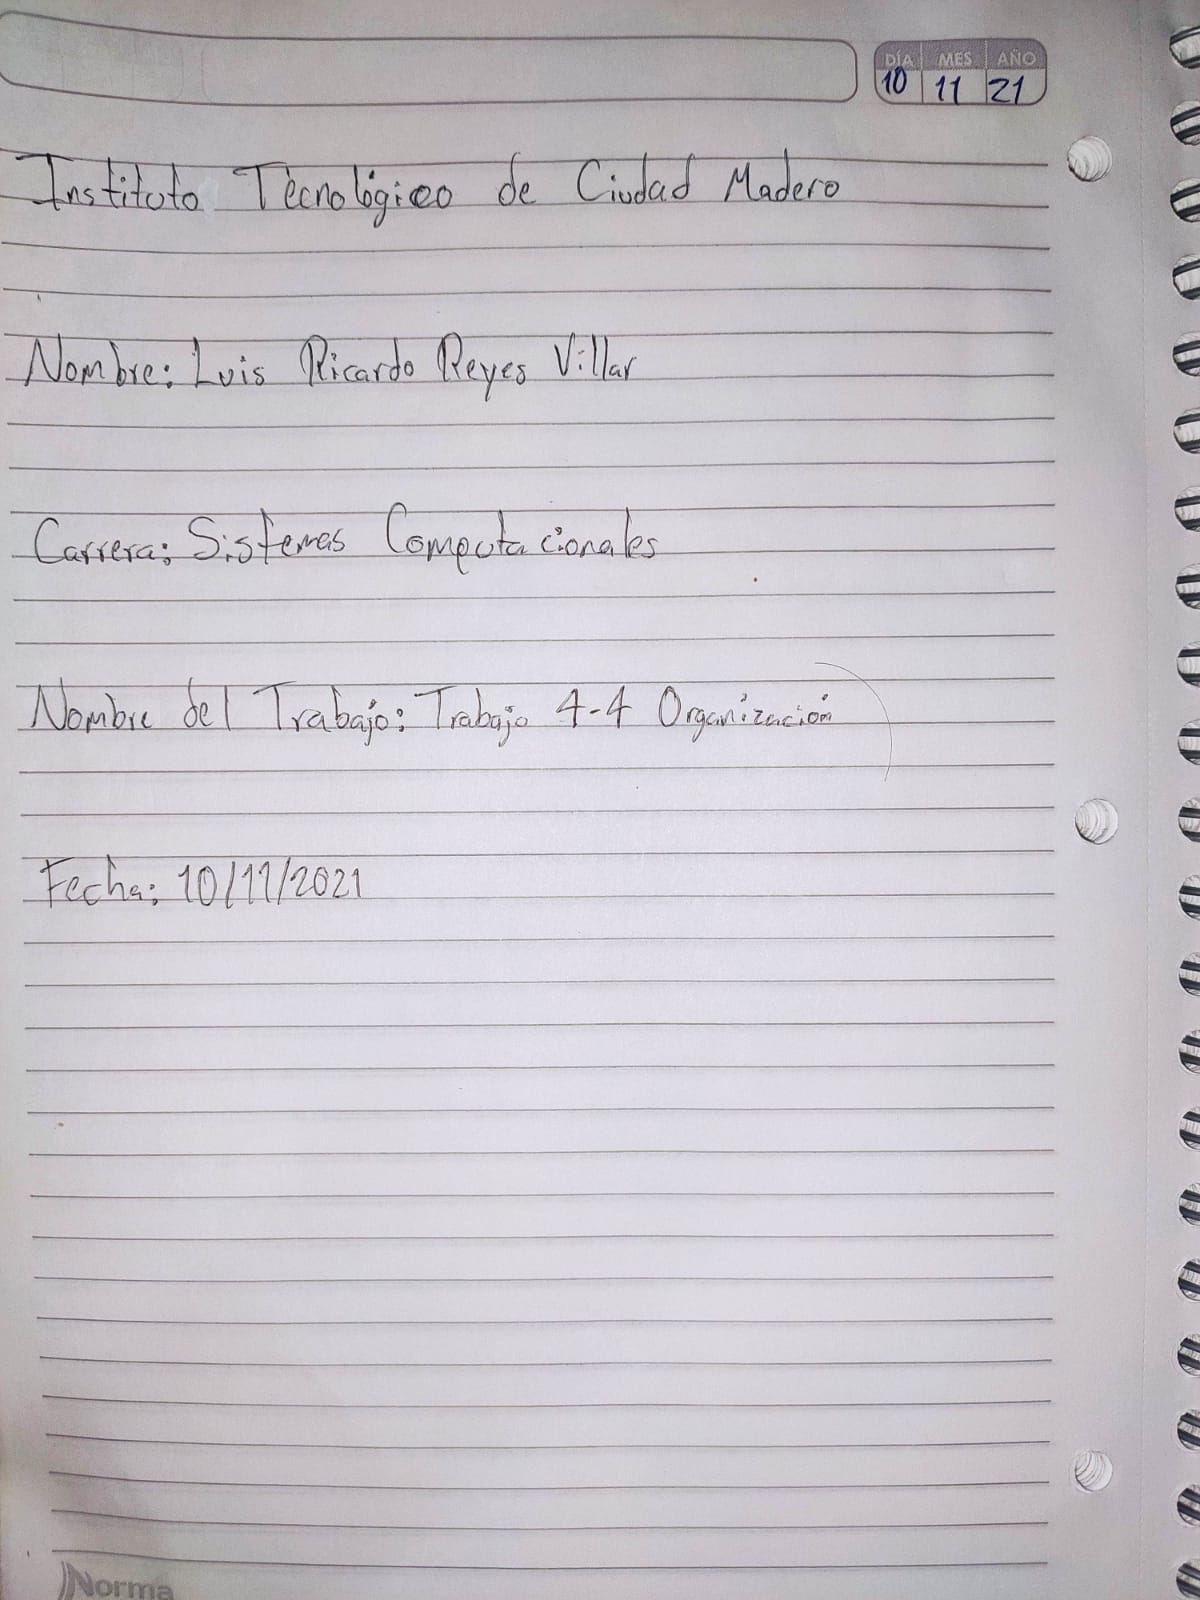 DÍA MES AÑO
10 11 21
Instituto Tecnológico de Ciudad Madero
Nombre: Luis Ricardo Reyes Villar
Carrera: Sistemas Computacionales
Nombre del Trabajo: Trabajo 4-4 Organización
Fecha: 10/11/2021
Norma